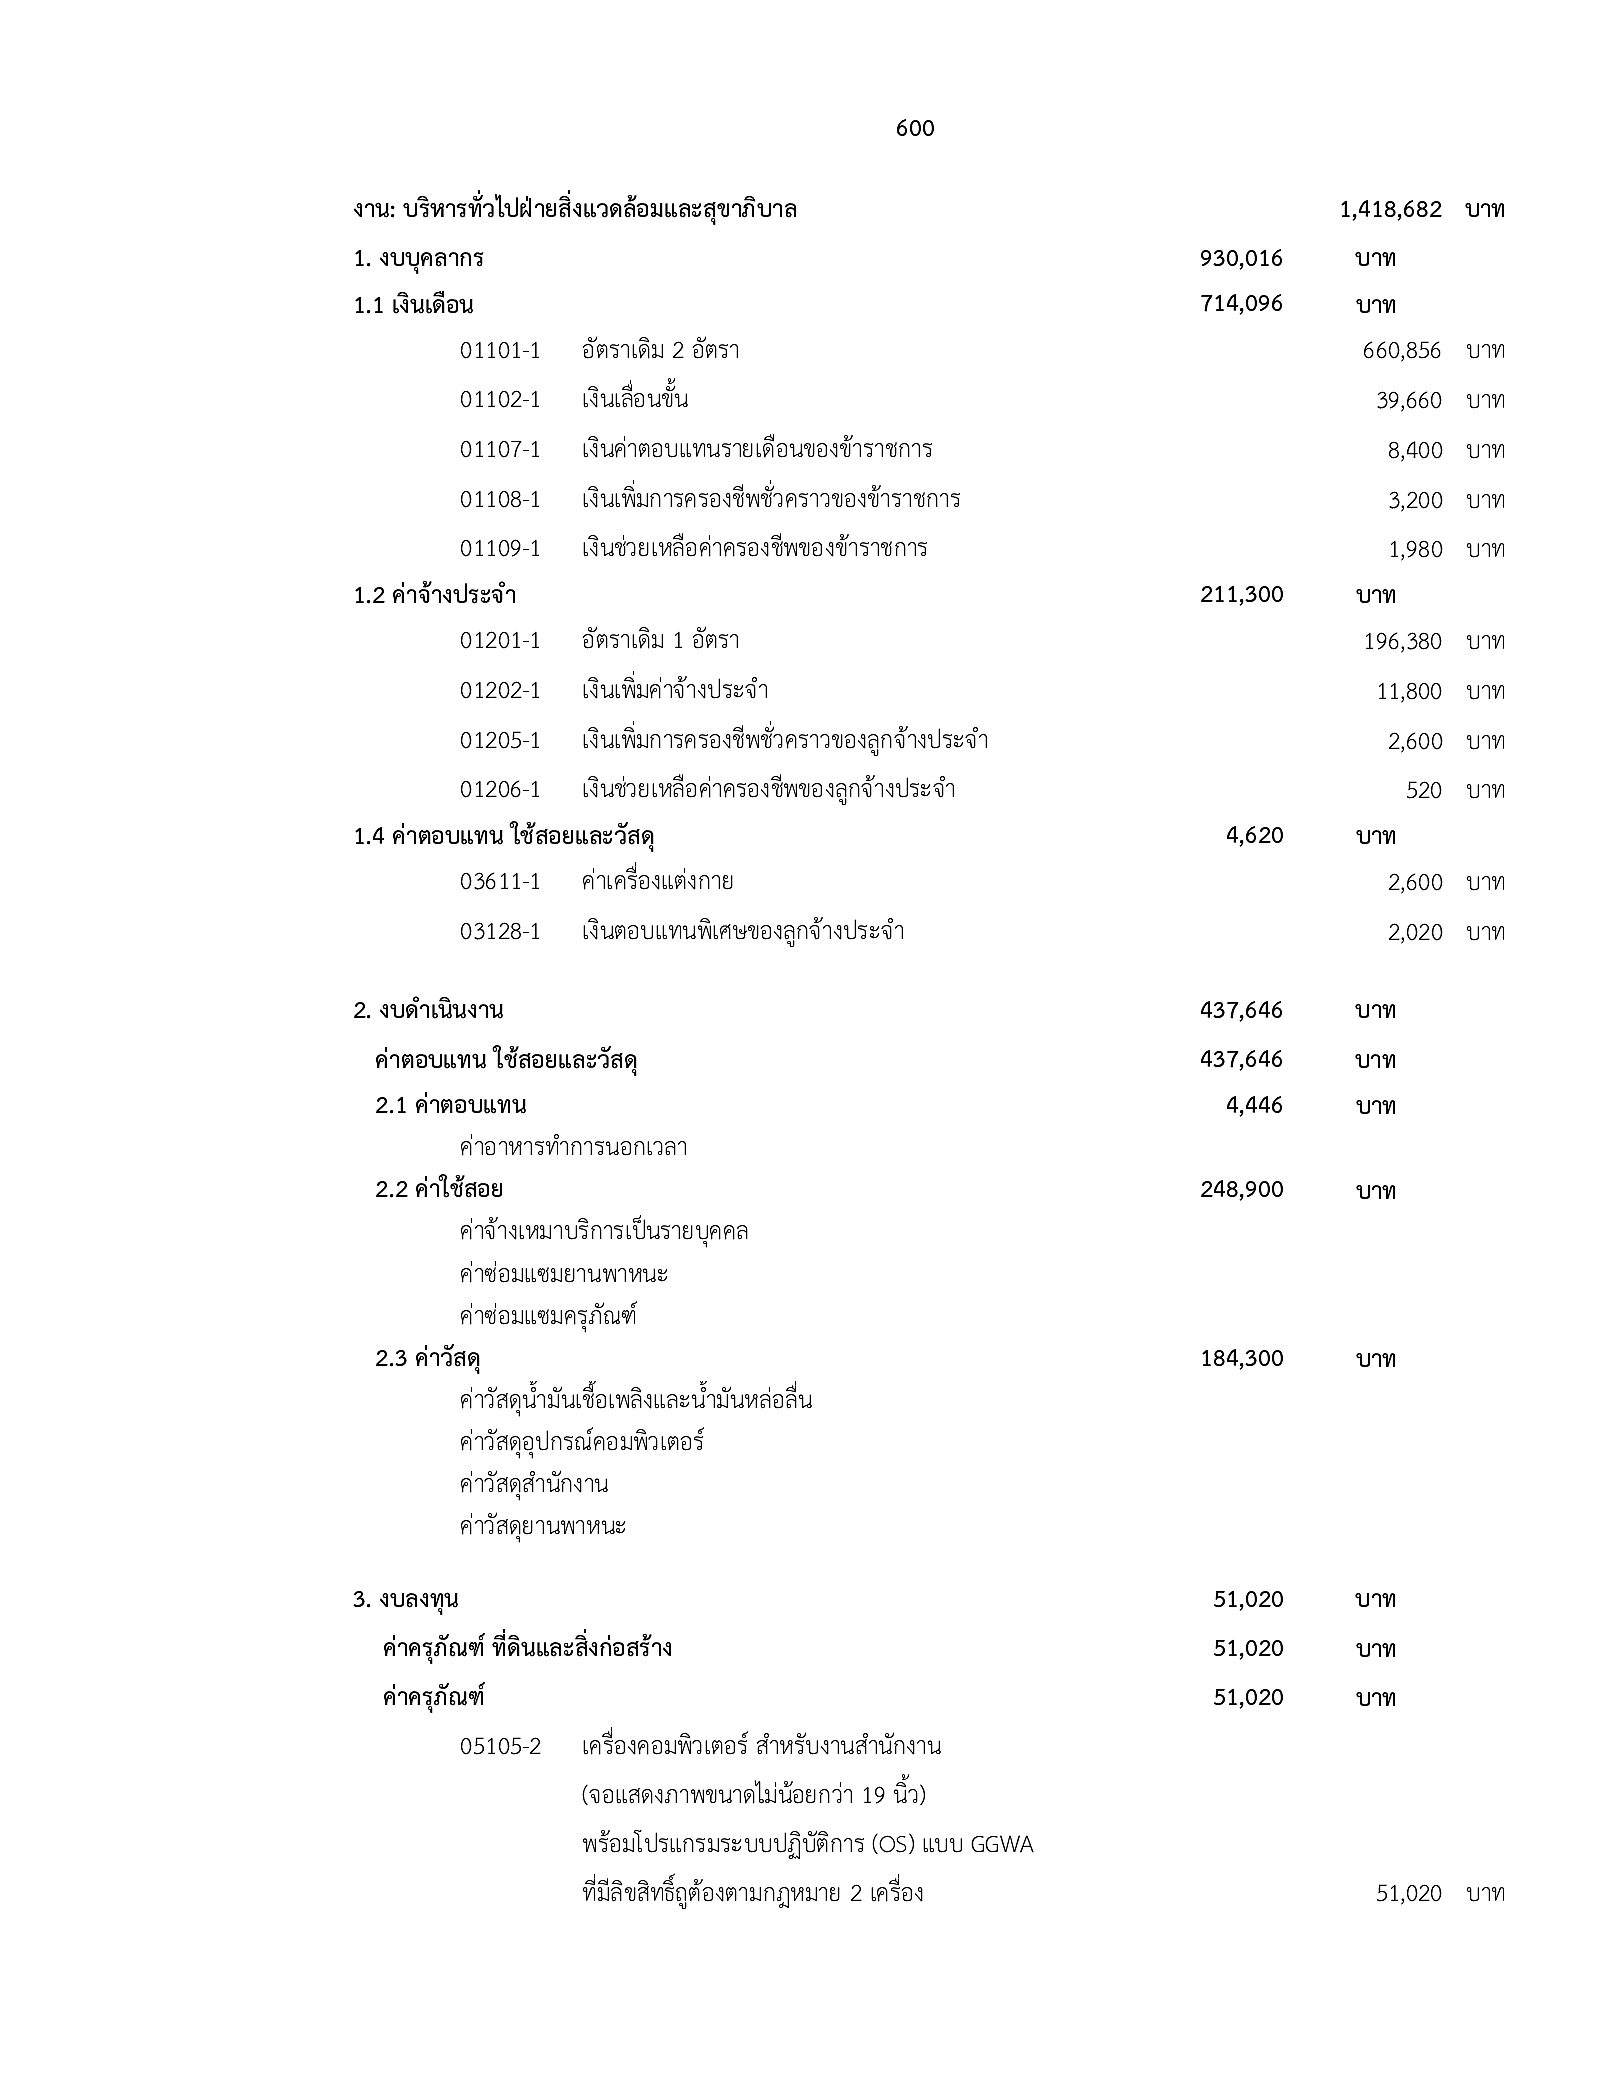 600
งาน: บริหารทั่วไปฝ่ายสิ่งแวดล้อมและสุขาภิบาล 1,418,682 บาท
1. งบบุคลากร 930,016 บาท
1.1 เงินเดือน 714,096 บาท
01101-1 อัตราเดิม 2 อัตรา 660,856 บาท
01102-1 เงินเลื่อนขั้น 39,660 บาท
01107-1 เงินค่าตอบแทนรายเดือนของข้าราชการ 8,400 บาท
01108-1 เงินเพิ่มการครองชีพชั่วคราวของข้าราชการ 3,200 บาท
01109-1 เงินช่วยเหลือค่าครองชีพของข้าราชการ 1,980 บาท
1.2 ค่าจ้างประจำ 211,300 บาท
01201-1 อัตราเดิม 1 อัตรา 196,380 บาท
01202-1 เงินเพิ่มค่าจ้างประจำ 11,800 บาท
01205-1 เงินเพิ่มการครองชีพชั่วคราวของลูกจ้างประจำ 2,600 บาท
01206-1 เงินช่วยเหลือค่าครองชีพของลูกจ้างประจำ 520 บาท
1.4 ค่าตอบแทน ใช้สอยและวัสดุ 4,620 บาท
03611-1 ค่าเครื่องแต่งกาย 2,600 บาท
03128-1 เงินตอบแทนพิเศษของลูกจ้างประจำ 2,020 บาท
2. งบดำเนินงาน 437,646 บาท
ค่าตอบแทน ใช้สอยและวัสดุ 437,646 บาท
2.1 ค่าตอบแทน 4,446 บาท
ค่าอาหารทำการนอกเวลา
2.2 ค่าใช้สอย 248,900 บาท
ค่าจ้างเหมาบริการเป็นรายบุคคล
ค่าซ่อมแซมยานพาหนะ
ค่าซ่อมแซมครุภัณฑ์
2.3 ค่าวัสดุ 184,300 บาท
ค่าวัสดุน้ำมันเชื้อเพลิงและน้ำมันหล่อลื่น
ค่าวัสดุอุปกรณ์คอมพิวเตอร์
ค่าวัสดุสำนักงาน
ค่าวัสดุยานพาหนะ
3. งบลงทุน 51,020 บาท
ค่าครุภัณฑ์ ที่ดินและสิ่งก่อสร้าง 51,020 บาท
ค่าครุภัณฑ์ 51,020 บาท
05105-2 เครื่องคอมพิวเตอร์ สำหรับงานสำนักงาน
(จอแสดงภาพขนาดไม่น้อยกว่า 19 นิ้ว)
พร้อมโปรแกรมระบบปฏิบัติการ (OS) แบบ GGWA
ที่มีลิขสิทธิ์ถูต้องตามกฎหมาย 2 เครื่อง 51,020 บาท